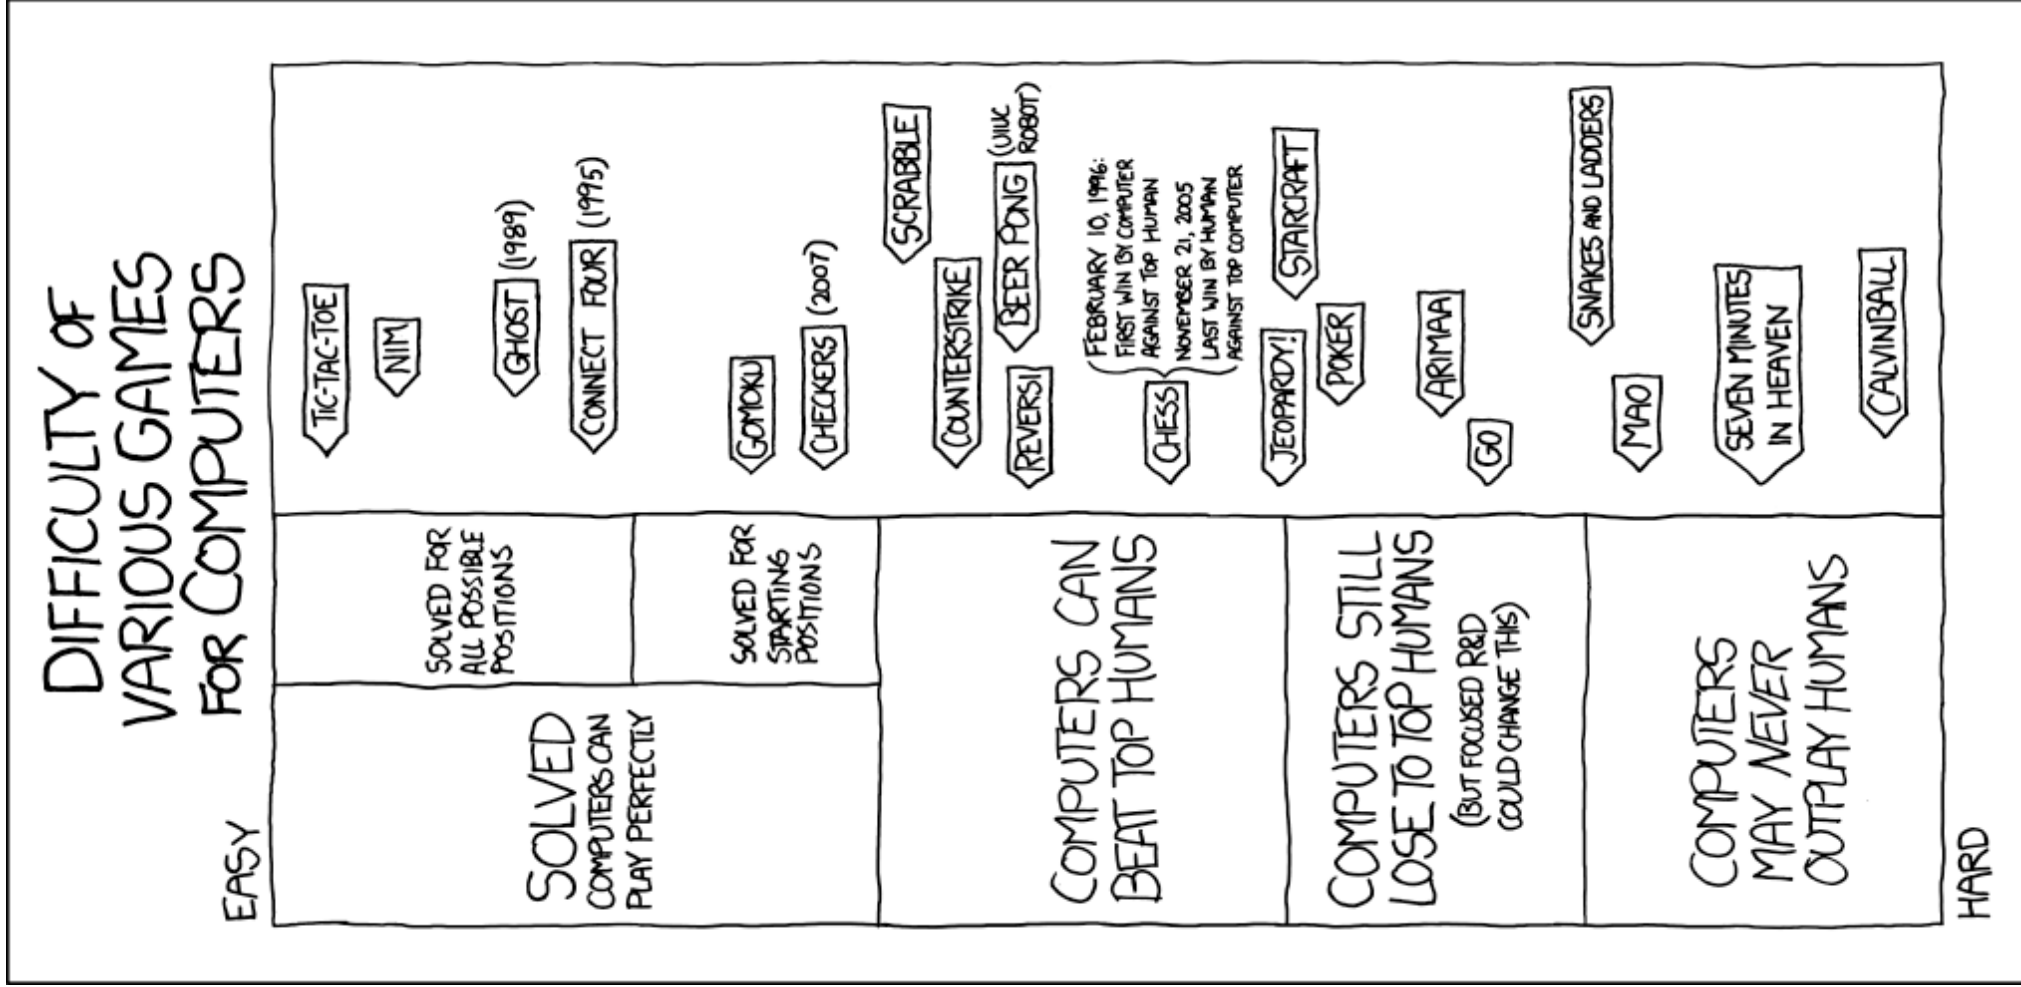 DIFFICULTY OF
VARIOUS GAMES
FOR COMPUTERS
EASY
SOLVED
COMPUTERS CAN
PLAY PERFECTLY
SOLVED FOR
ALL POSSIBLE
POSITIONS
TIC-TAC-TOE
NIM
GHOST (1989)
CONNECT FOUR (1995)
SOLVED FOR
STARTING
POSITIONS
GOMOKU
CHECKERS (2007)
COMPUTERS CAN
BEAT TOP HUMANS
SCRABBLE
COUNTERSTRIKE
BEER PONG (UIUC
ROBOT)
REVERSI
CHESS
FEBRUARY 10, 1996:
FIRST WIN BY COMPUTER
AGAINST TOP HUMAN
NOVEMBER 21, 2005
LAST WIN BY HUMAN
AGAINST TOP COMPUTER
JEOPARDY!
STARCRAFT
COMPUTERS STILL
LOSE TO TOP HUMANS
(BUT FOCUSED R&D
COULD CHANGE THIS)
POKER
ARIMAA
GO
SNAKES AND LADDERS
COMPUTERS
MAY NEVER
OUTPLAY HUMANS
MAO
SEVEN MINUTES
IN HEAVEN
CALVINBALL
HARD